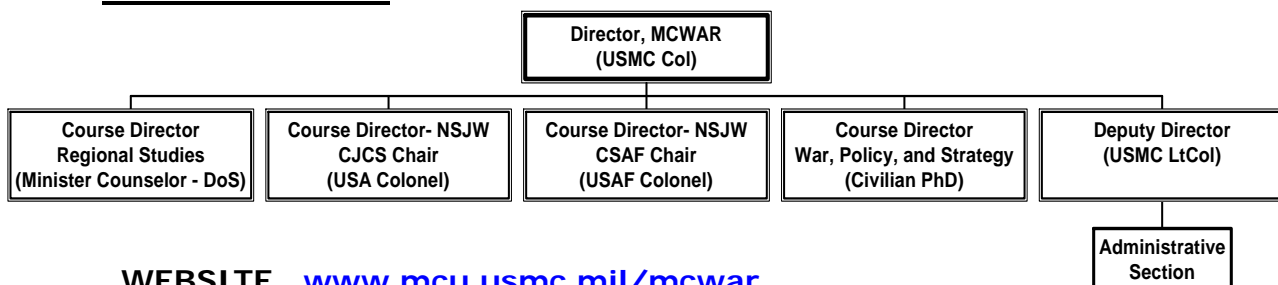 Director, MCWAR
(USMC Col)
Course Director
Regional Studies
(Minister Counselor - DoS)
Course Director- NSJW
CJCS Chair
(USA Colonel)
Course Director- NSJW
CSAF Chair
(USAF Colonel)
Course Director
War, Policy, and Strategy
(Civilian PhD)
Deputy Director
(USMC LtCol)
Administrative
Section
WEBSITE www.mcu.usmc.mil/mcwar